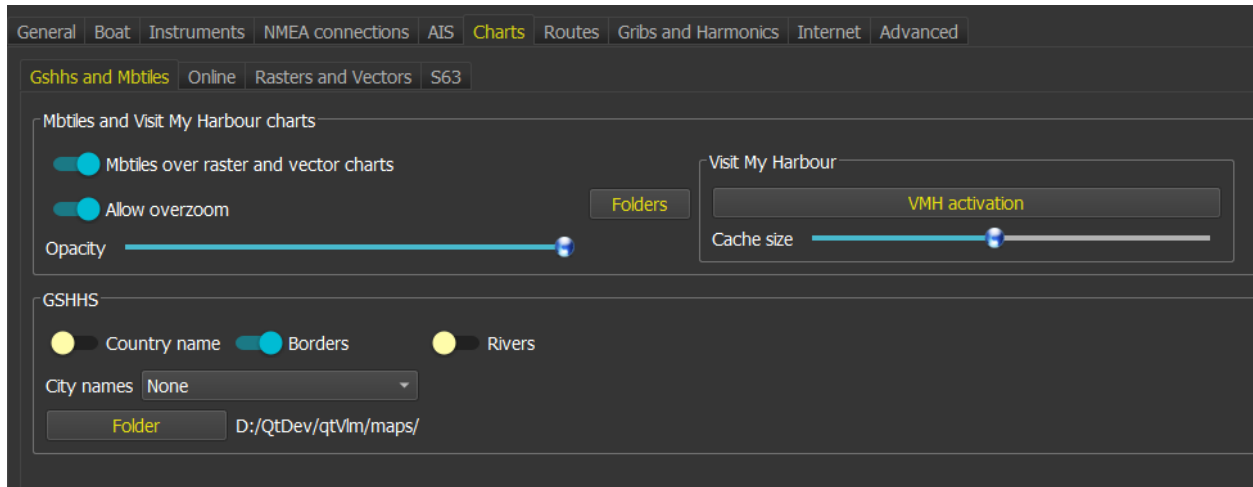 General Boat Instruments NMEA connections AIS Charts Routes Gribs and Harmonics Internet Advanced
Gshhs and Mbtiles Online Rasters and Vectors S63
Mbtiles and Visit My Harbour charts
Mbtiles over raster and vector charts
Allow overzoom
Folders
Opacity
Visit My Harbour
VMH activation
Cache size
GSHHS
Country name Borders Rivers
City names None
Folder D:/QtDev/qtVlm/maps/